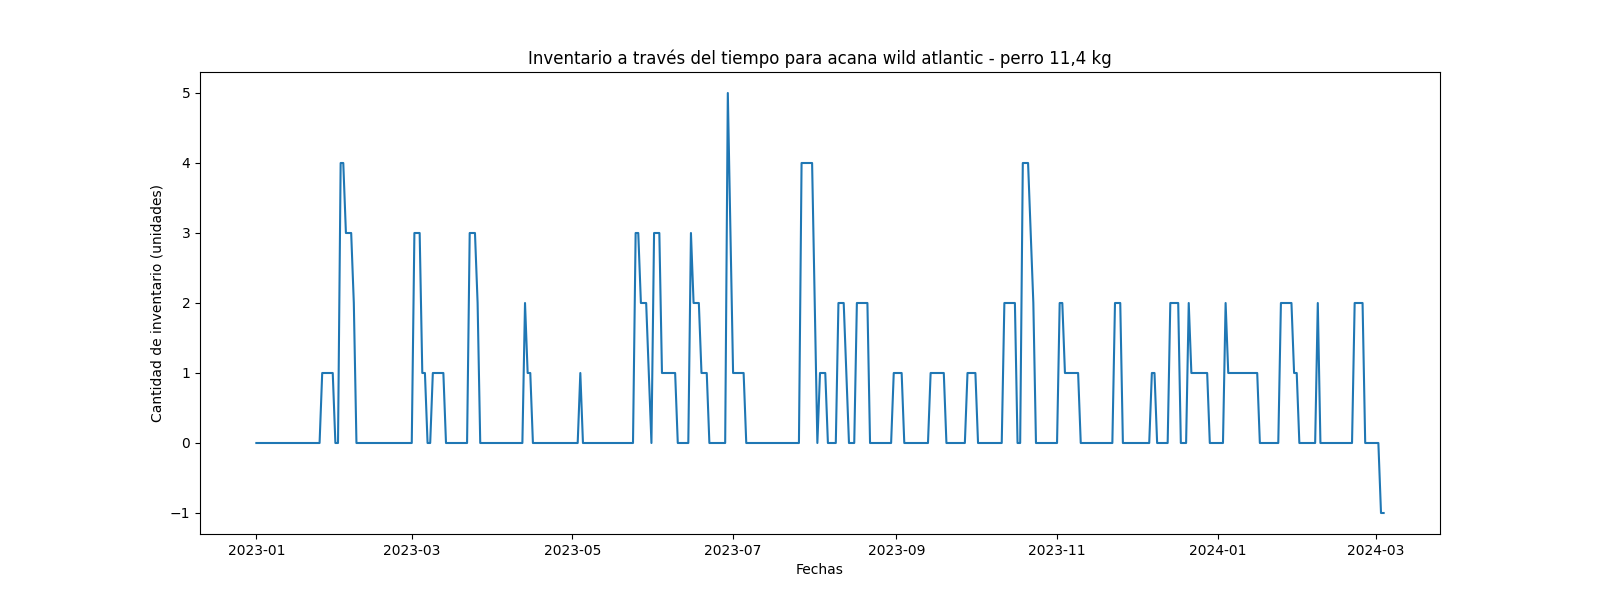 Inventario a través del tiempo para acana wild atlantic - perro 11,4 kg
Cantidad de inventario (unidades)
5
4
3
2
1
0
−1
2023-01 2023-03 2023-05 2023-07 2023-09 2023-11 2024-01 2024-03
Fechas